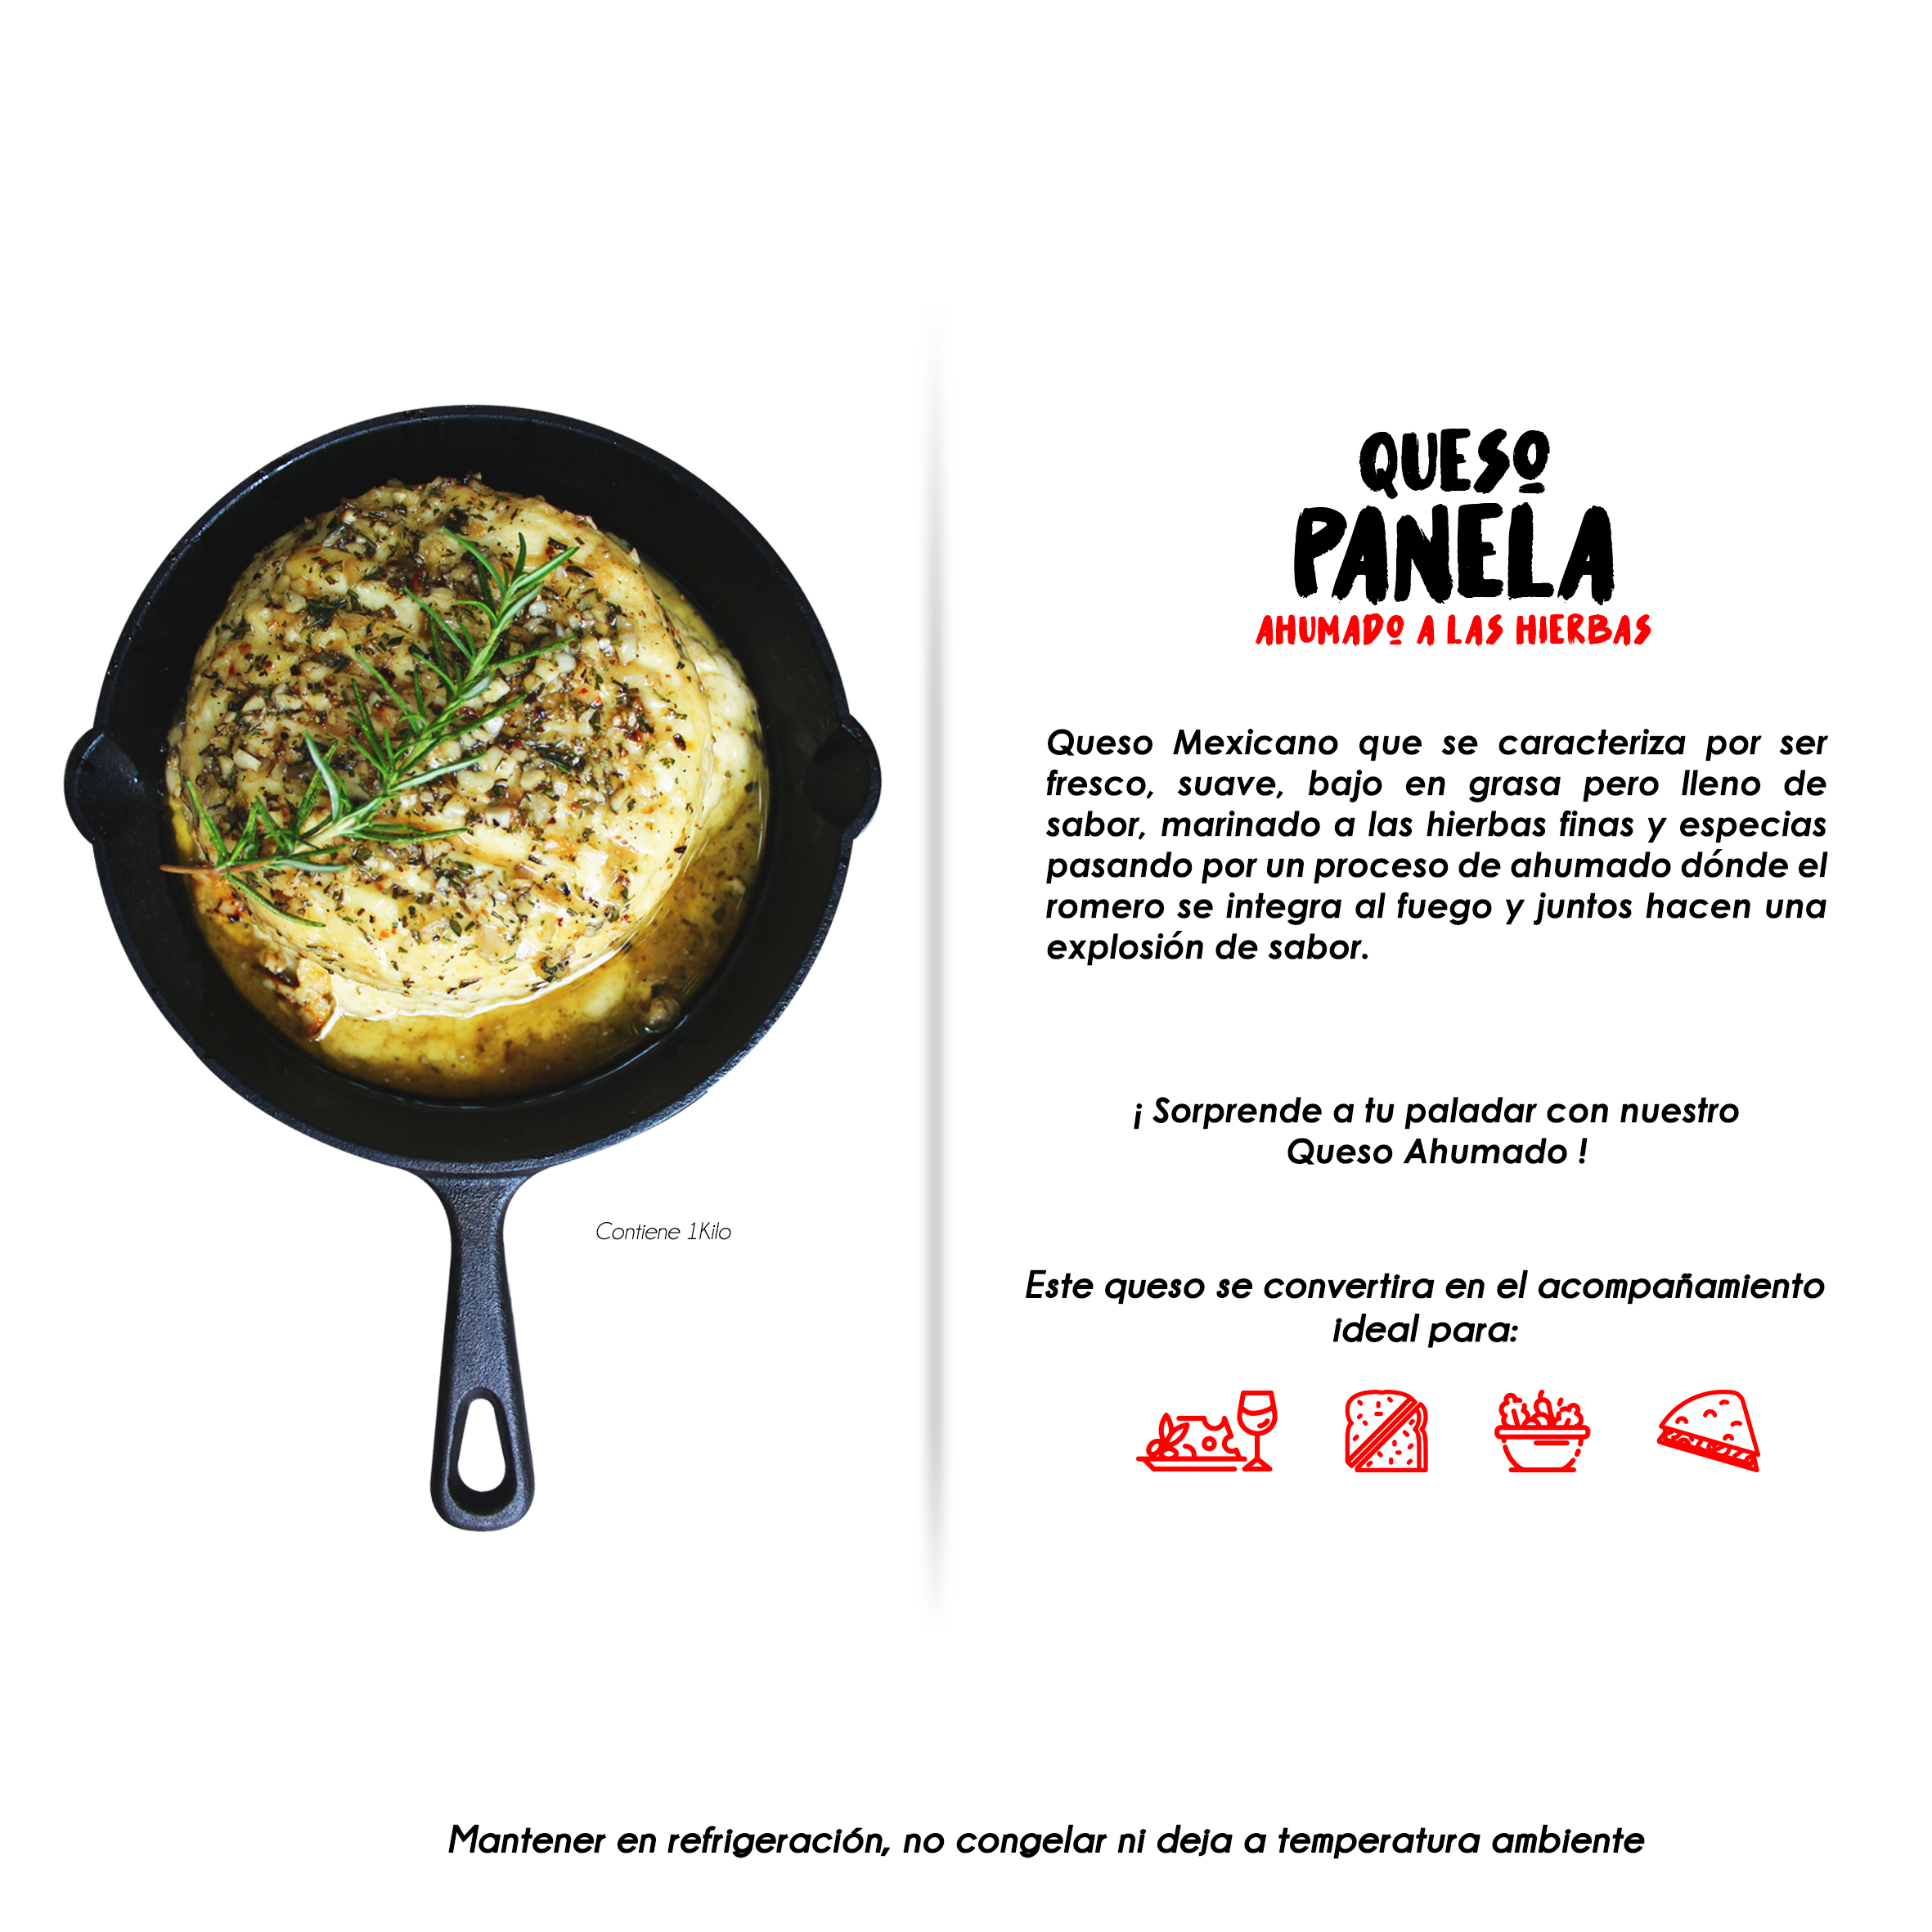 QUESO
PANELA
AHUMADO A LAS HIERBAS
Queso Mexicano que se caracteriza por ser
fresco, suave, bajo en grasa pero lleno de
sabor, marinado a las hierbas finas y especias
pasando por un proceso de ahumado dónde el
romero se integra al fuego y juntos hacen una
explosión de sabor.
¡ Sorprende a tu paladar con nuestro
Queso Ahumado !
Contiene 1Kilo
Este queso se convertira en el acompañamiento
ideal para:
Mantener en refrigeración, no congelar ni deja a temperatura ambiente